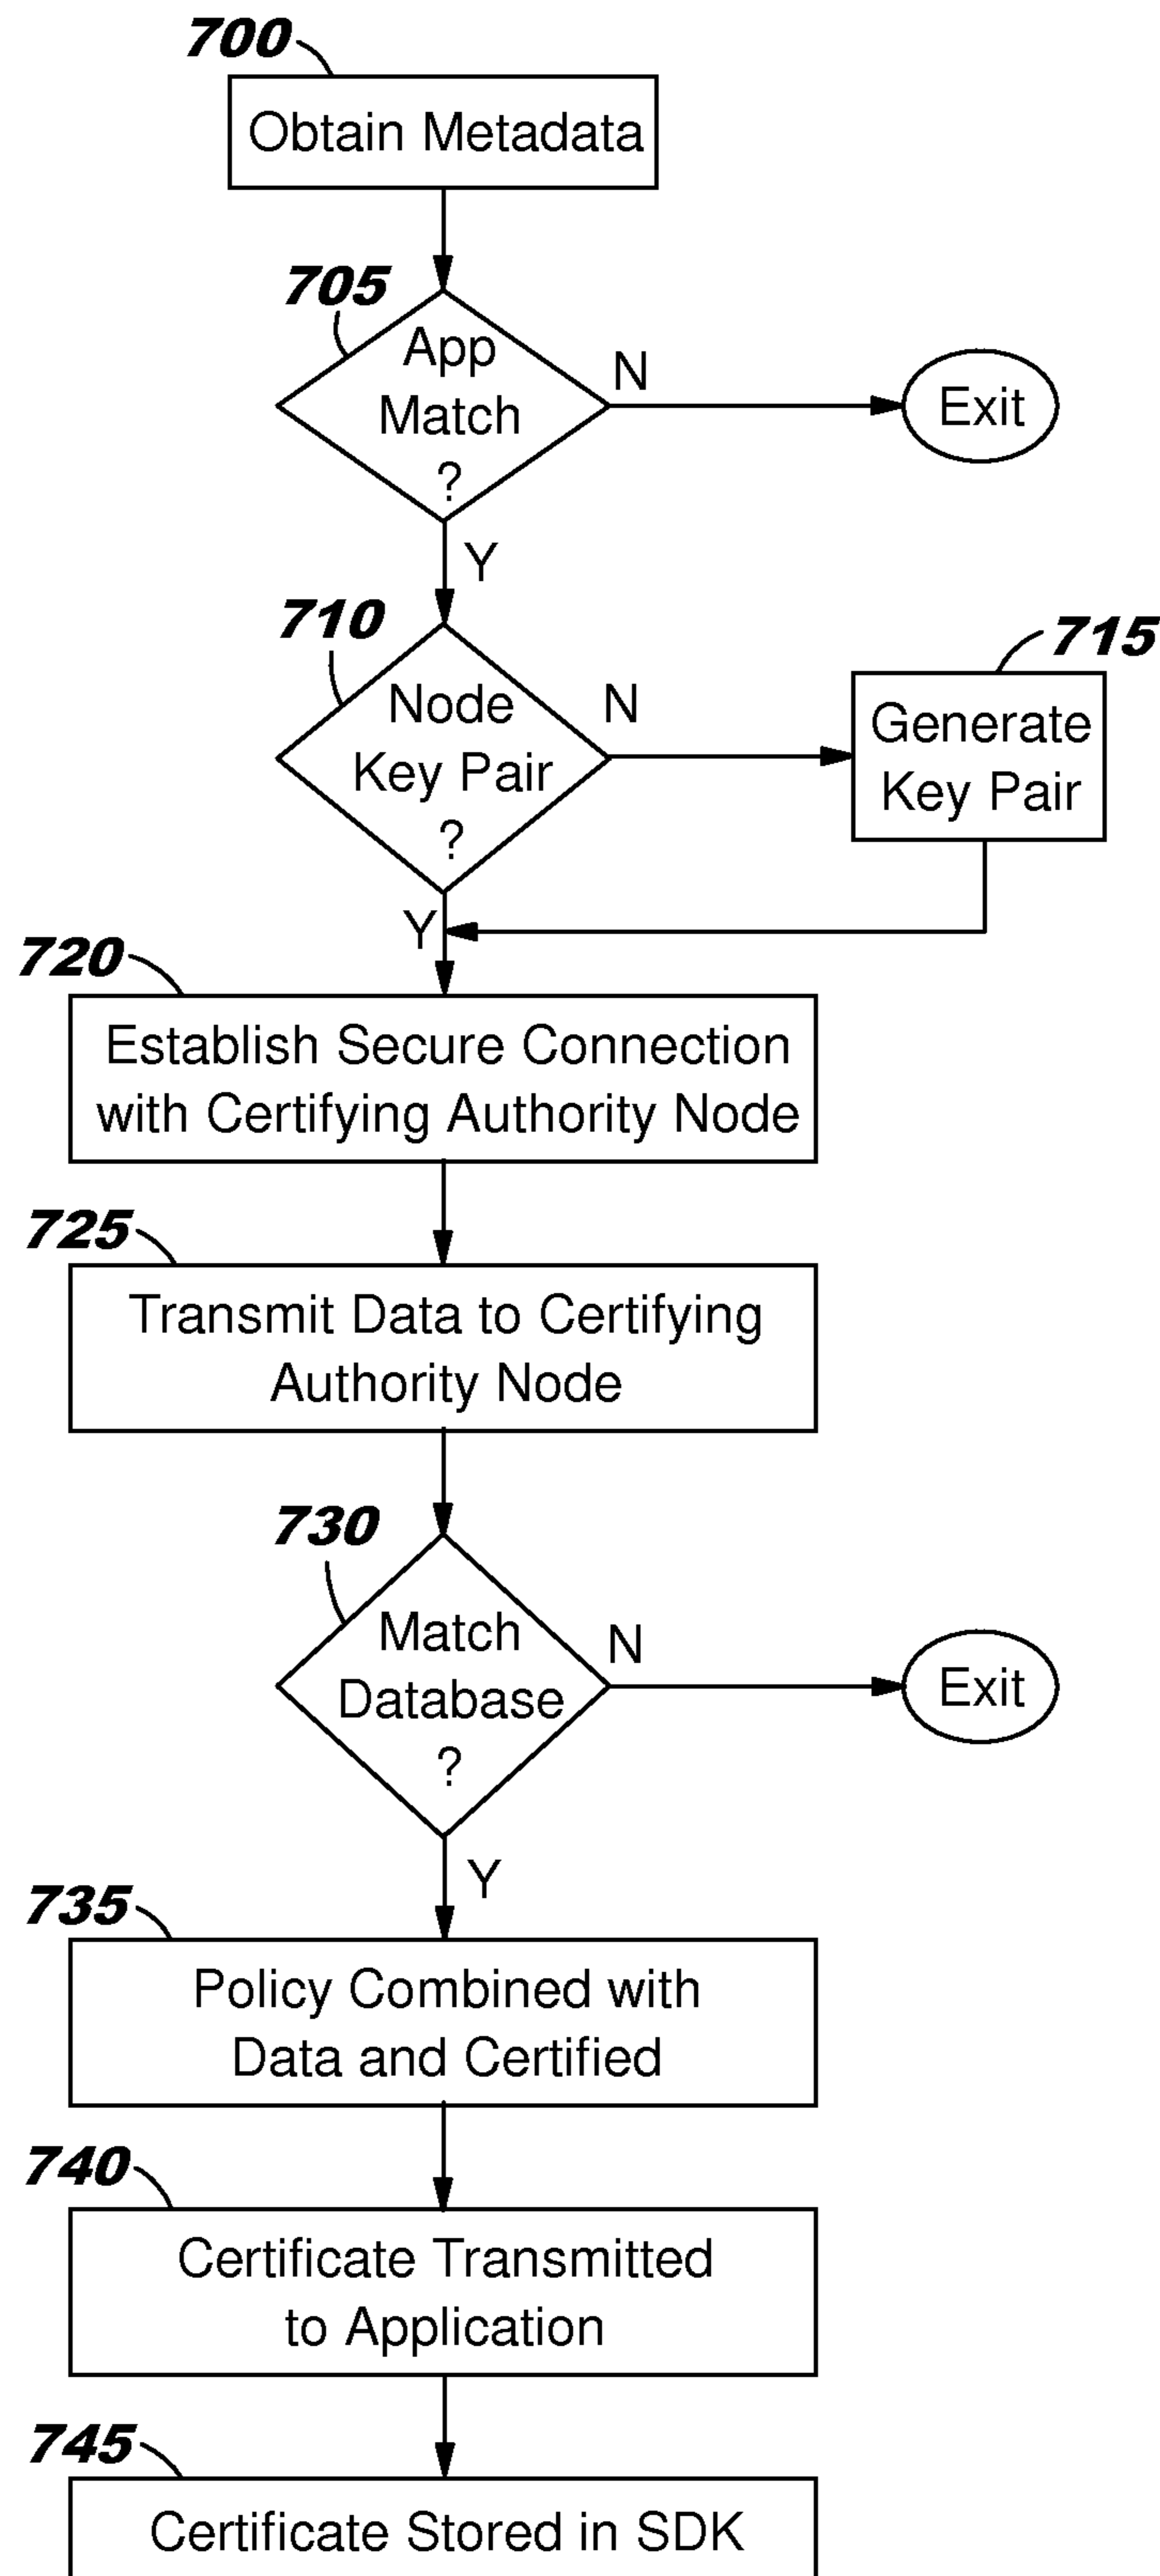 700
Obtain Metadata
705
App
Match
?
N
Exit
Y
710
Node
Key Pair
?
N
715
Generate
Key Pair
Y
720
Establish Secure Connection
with Certifying Authority Node
725
Transmit Data to Certifying
Authority Node
730
Match
Database
?
N
Exit
Y
735
Policy Combined with
Data and Certified
740
Certificate Transmitted
to Application
745
Certificate Stored in SDK